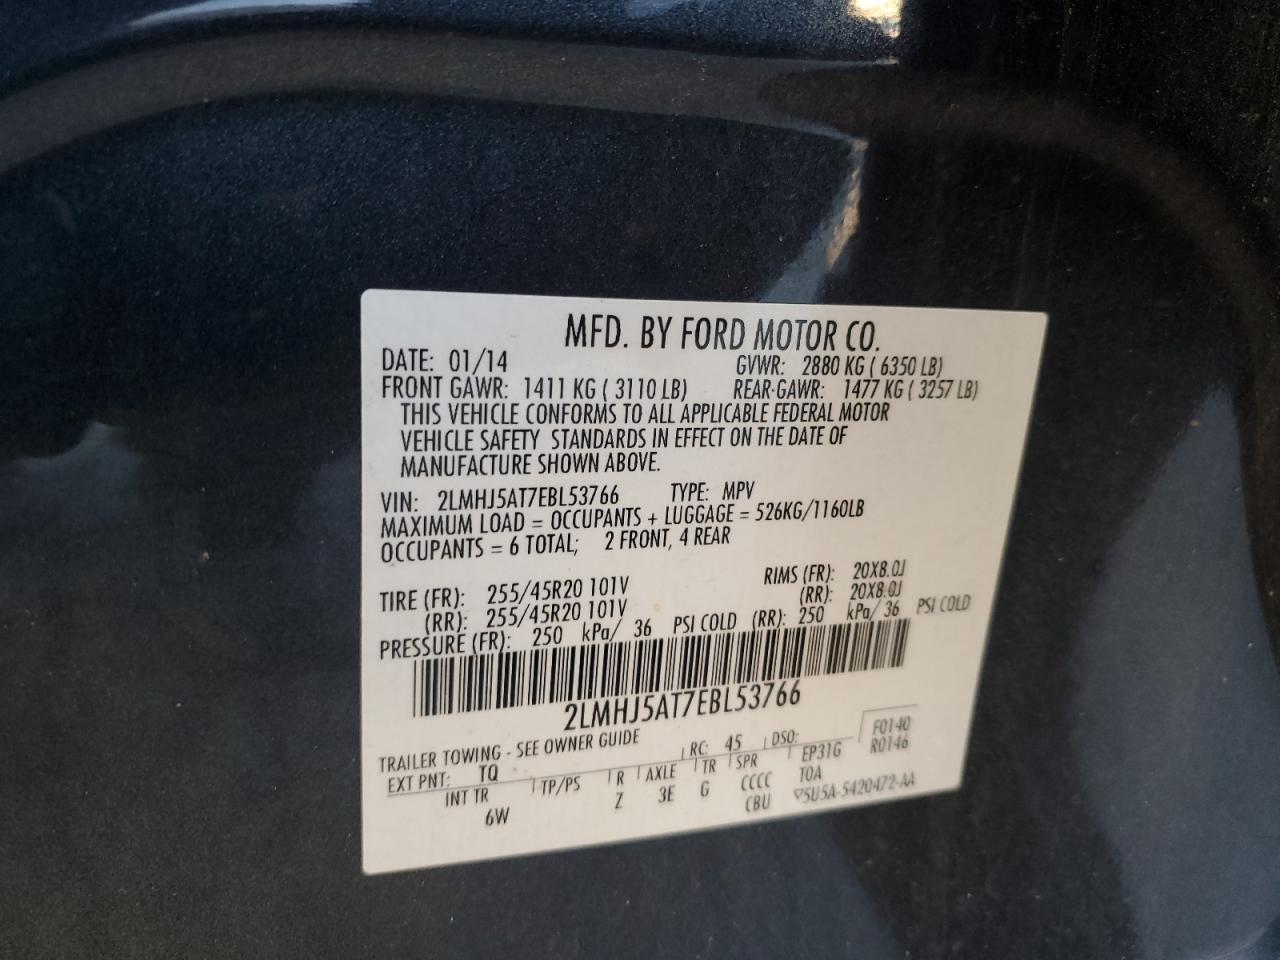 MFD. BY FORD MOTOR CO.
DATE: 01/14 GVWR: 2880 KG ( 6350 LB)
FRONT GAWR: 1411 KG ( 3110 LB) REAR GAWR: 1477 KG ( 3257 LB)
THIS VEHICLE CONFORMS TO ALL APPLICABLE FEDERAL MOTOR
VEHICLE SAFETY STANDARDS IN EFFECT ON THE DATE OF
MANUFACTURE SHOWN ABOVE.
VIN: 2LMHJ5AT7EBL53766 TYPE: MPV
MAXIMUM LOAD = OCCUPANTS + LUGGAGE = 526KG/1160LB
OCCUPANTS = 6 TOTAL; 2 FRONT, 4 REAR
TIRE (FR): 255/45R20 101V RIMS (FR): 20X8.0J
(RR): 255/45R20 101V (RR): 20X8.0J
PRESSURE (FR): 250 kPa/ 36 PSI COLD (RR): 250 kPa/ 36 PSI COLD
2LMHJ5AT7EBL53766
TRAILER TOWING - SEE OWNER GUIDE
EXT PNT: TQ RC: 45 DSO: F0140
R0146
INT TR TP/PS R AXLE TR SPR EP31G
6W Z 3E G CCCC TOA
CBU 5U5A-5420472-AA